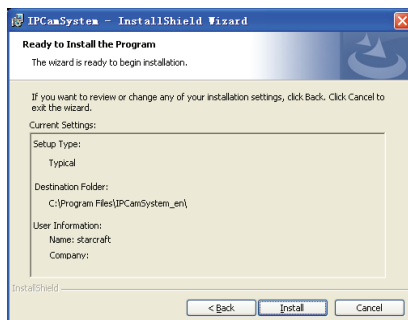 IPCamSystem - InstallShield Wizard
Ready to Install the Program
The wizard is ready to begin installation.
If you want to review or change any of your installation settings, click Back. Click Cancel to
exit the wizard.
Current Settings:
Setup Type:
Typical
Destination Folder:
C:\Program Files\IPCamSystem_en\
User Information:
Name: starcraft
Company:
InstallShield
< Back
Install
Cancel